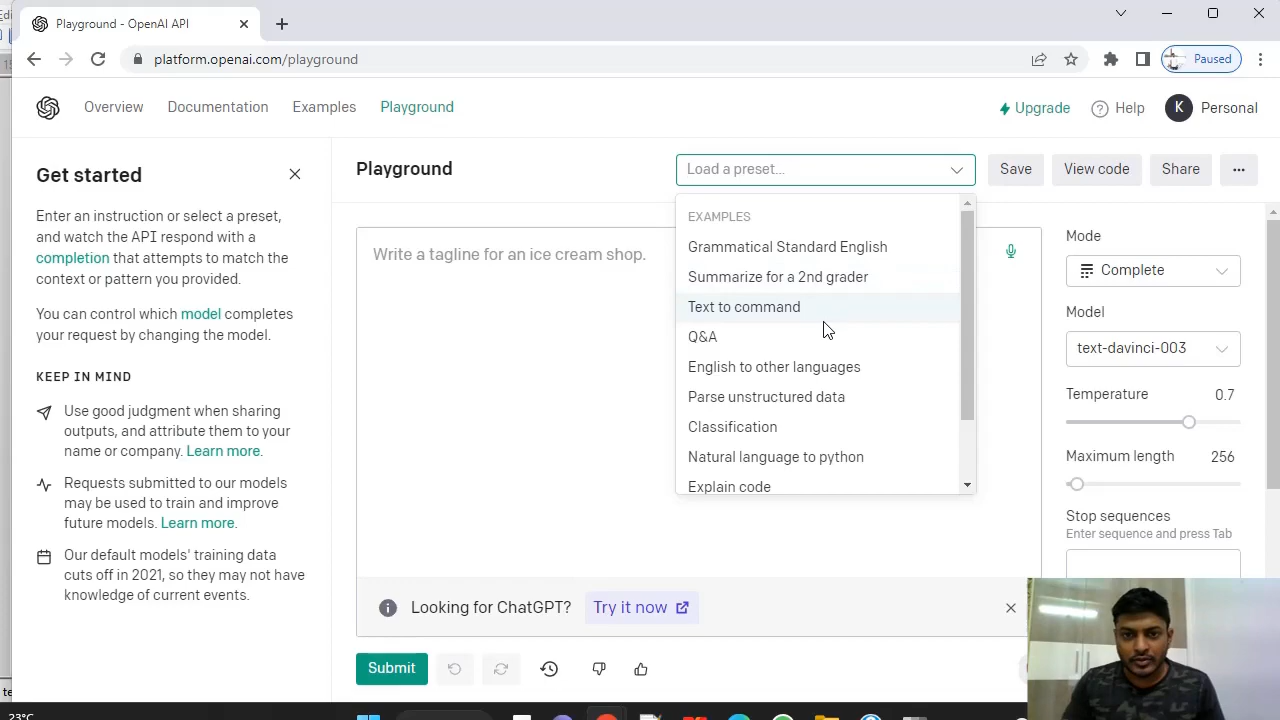 Playground - OpenAI API
platform.openai.com/playground
Paused
Overview
Documentation
Examples
Playground
Upgrade
Help
K
Personal
Get started
Enter an instruction or select a preset,
and watch the API respond with a
completion that attempts to match the
context or pattern you provided.
You can control which model completes
your request by changing the model.
KEEP IN MIND
Use good judgment when sharing
outputs, and attribute them to your
name or company. Learn more.
Requests submitted to our models
may be used to train and improve
future models. Learn more.
Our default models' training data
cuts off in 2021, so they may not have
knowledge of current events.
Playground
Load a preset...
Save
View code
Share
EXAMPLES
Grammatical Standard English
Summarize for a 2nd grader
Text to command
Q&A
English to other languages
Parse unstructured data
Classification
Natural language to python
Explain code
Write a tagline for an ice cream shop.
Looking for ChatGPT? Try it now
Submit
Mode
Complete
Model
text-davinci-003
Temperature 0.7
Maximum length 256
Stop sequences
Enter sequence and press Tab
23°C